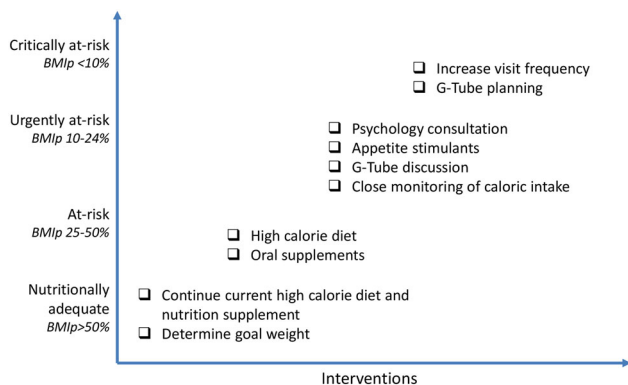 Critically at-risk
BMIp <10%
Increase visit frequency
G-Tube planning
Urgently at-risk
BMIp 10-24%
Psychology consultation
Appetite stimulants
G-Tube discussion
Close monitoring of caloric intake
At-risk
BMIp 25-50%
High calorie diet
Oral supplements
Nutritionally
adequate
BMIp>50%
Continue current high calorie diet and
nutrition supplement
Determine goal weight
Interventions